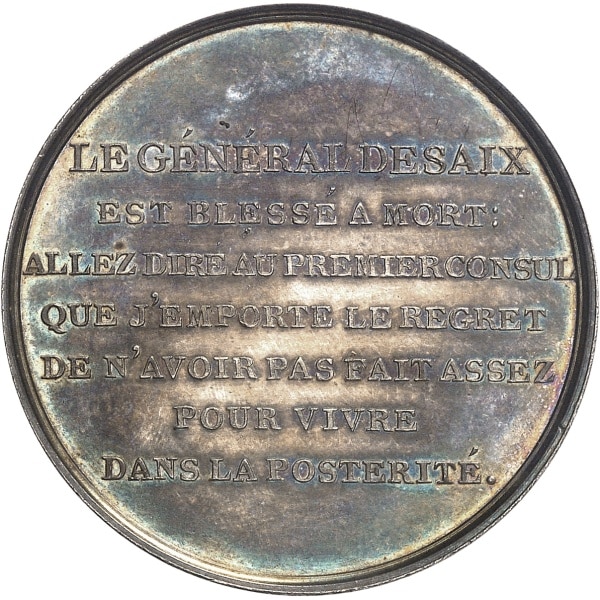 LE GÉNÉRAL DESAIX
EST BLESSÉ A MORT:
ALLEZ DIRE AU PREMIER CONSUL
QUE J'EMPORTE LE REGRET
DE N'AVOIR PAS FAIT ASSEZ
POUR VIVRE
DANS LA POSTERITÉ.